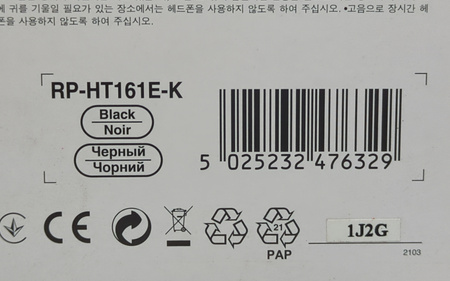 에 귀를 기울일 필요가 있는 장소에서는 헤드폰을 사용하지 않도록 하여 주십시오. •고음으로 장시간 헤
폰을 사용하지 않도록 하여 주십시오.
RP-HT161E-K
Black
Noir
Черный
Чорний
5 025232 476329
CE
21
PAP
1J2G
2103